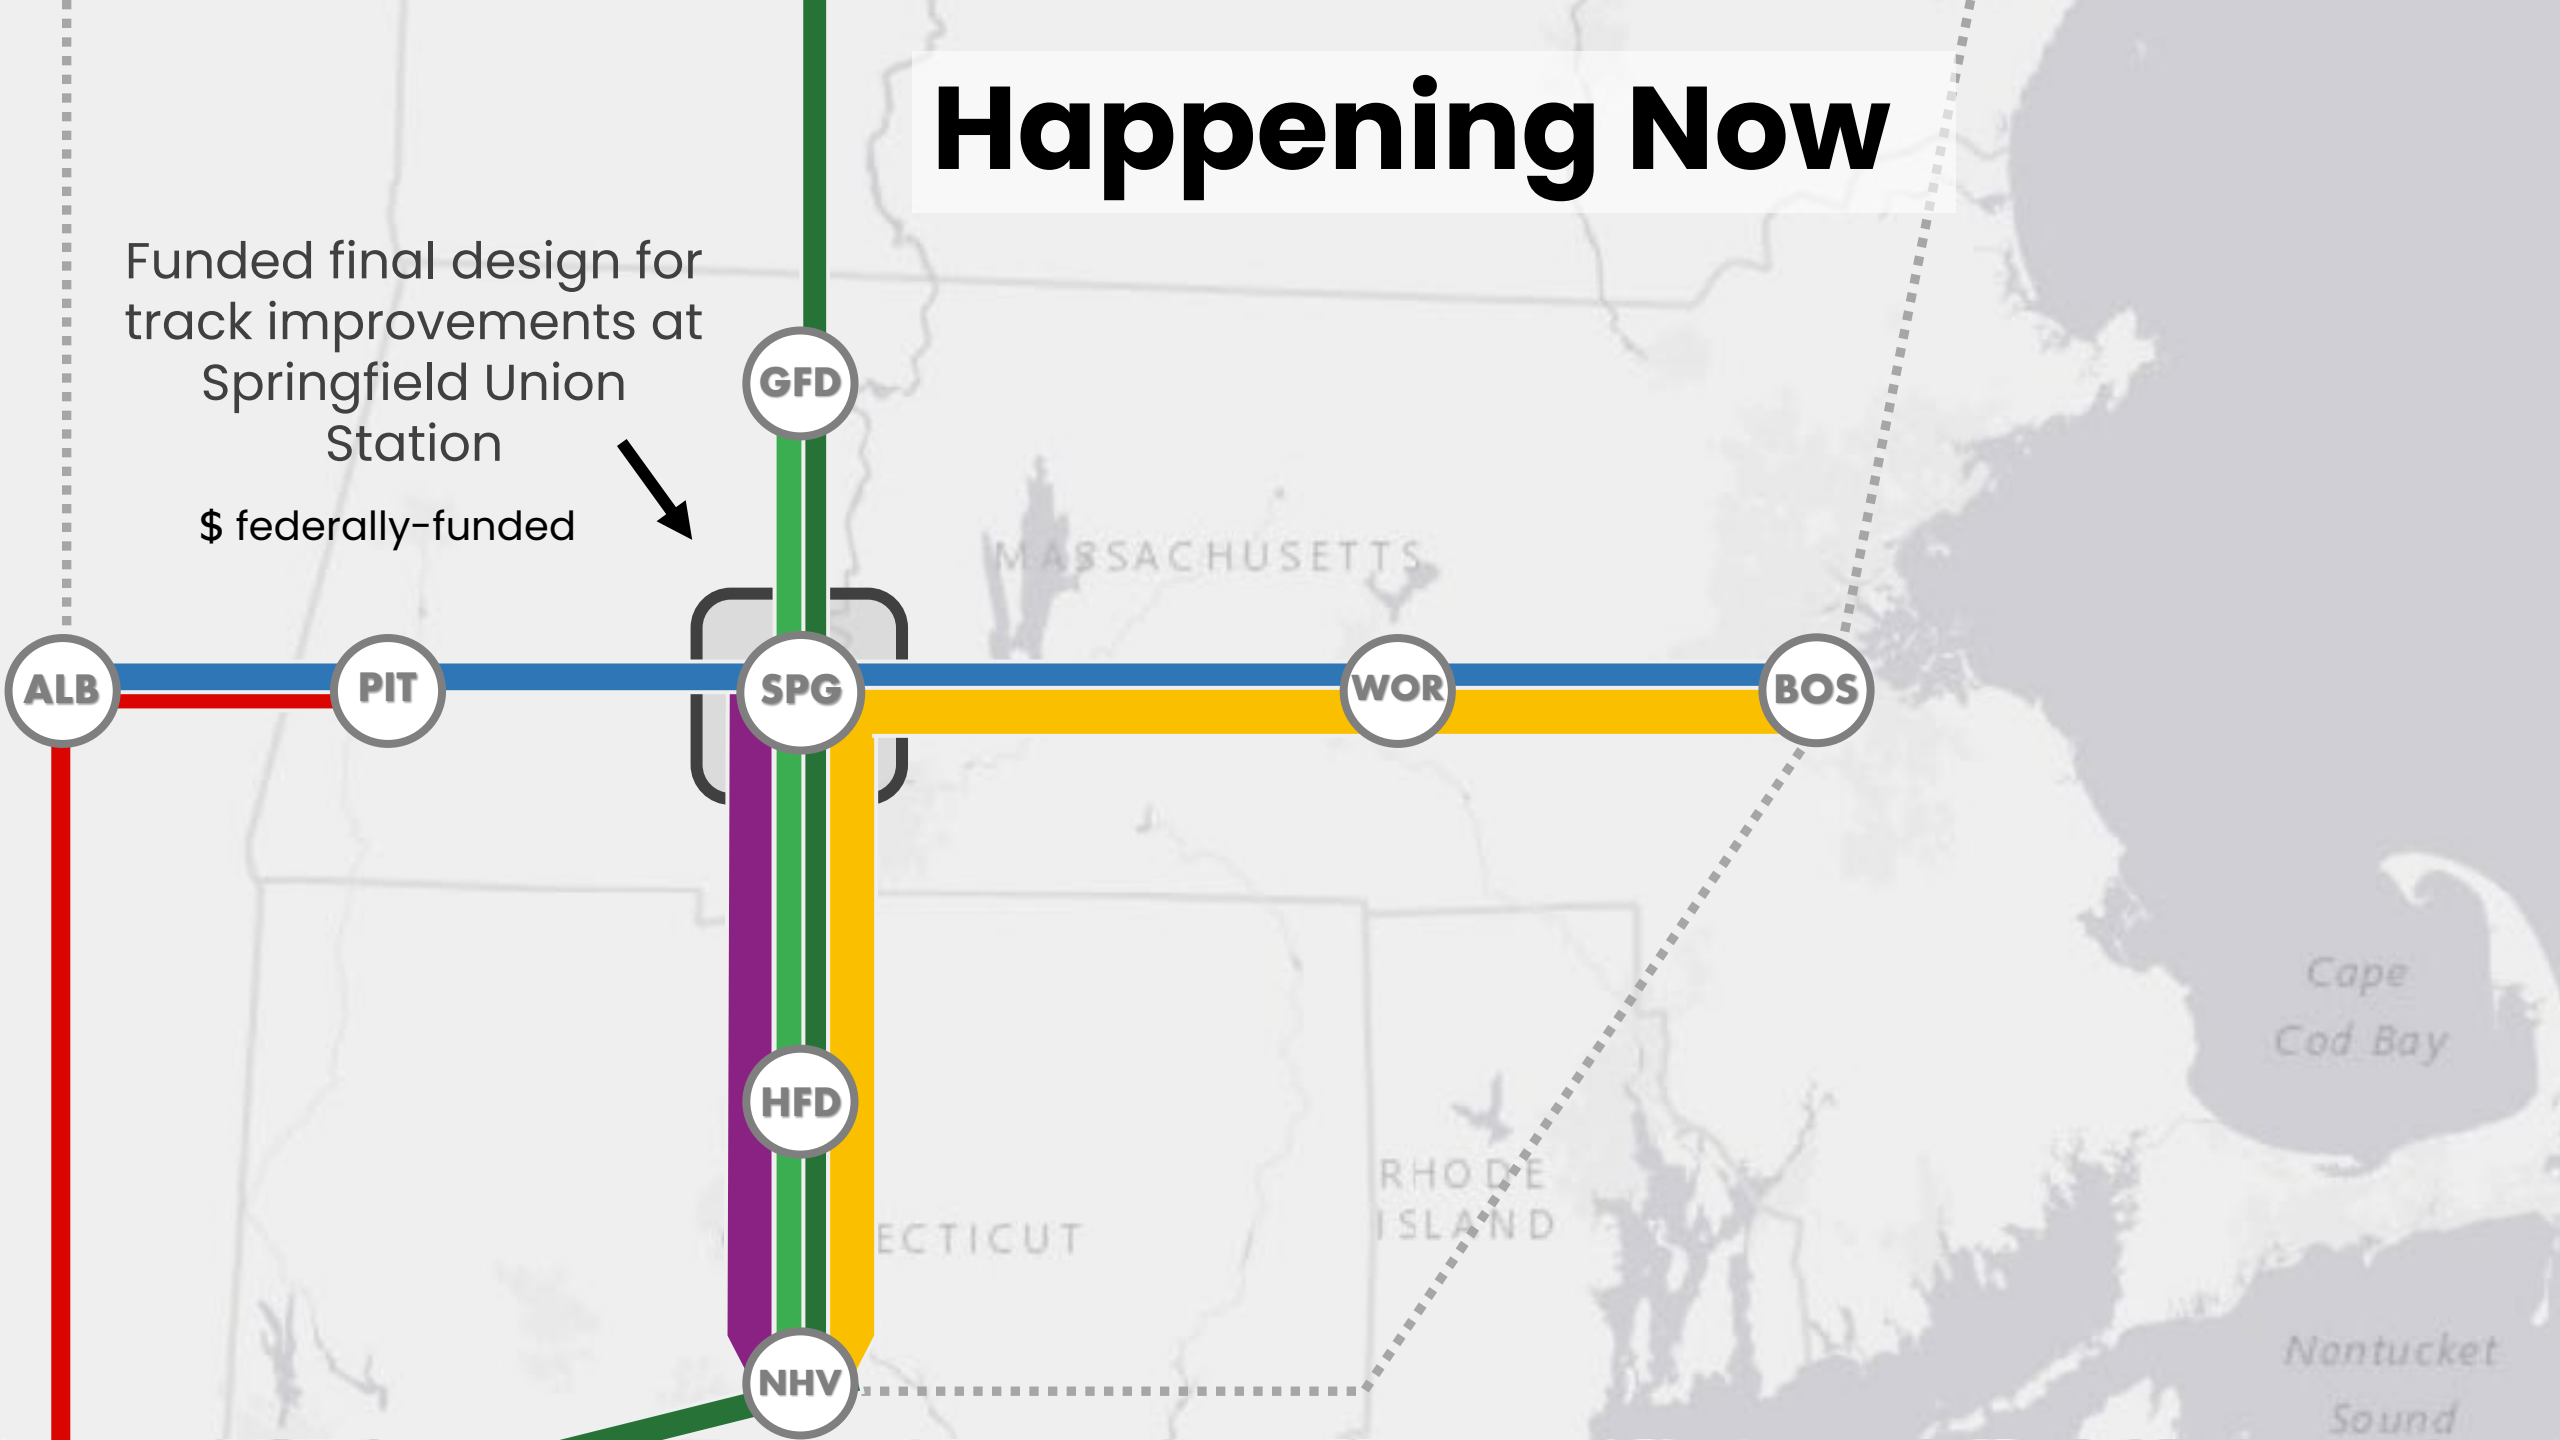 Happening Now
Funded final design for
track improvements at
Springfield Union
Station
$ federally-funded
GFD
MASSACHUSETTS
ALB
PIT
SPG
WOR
BOS
Cape
Cod Bay
HFD
RHODE
ISLAND
ECTICUT
NHV
Nantucket
Sound